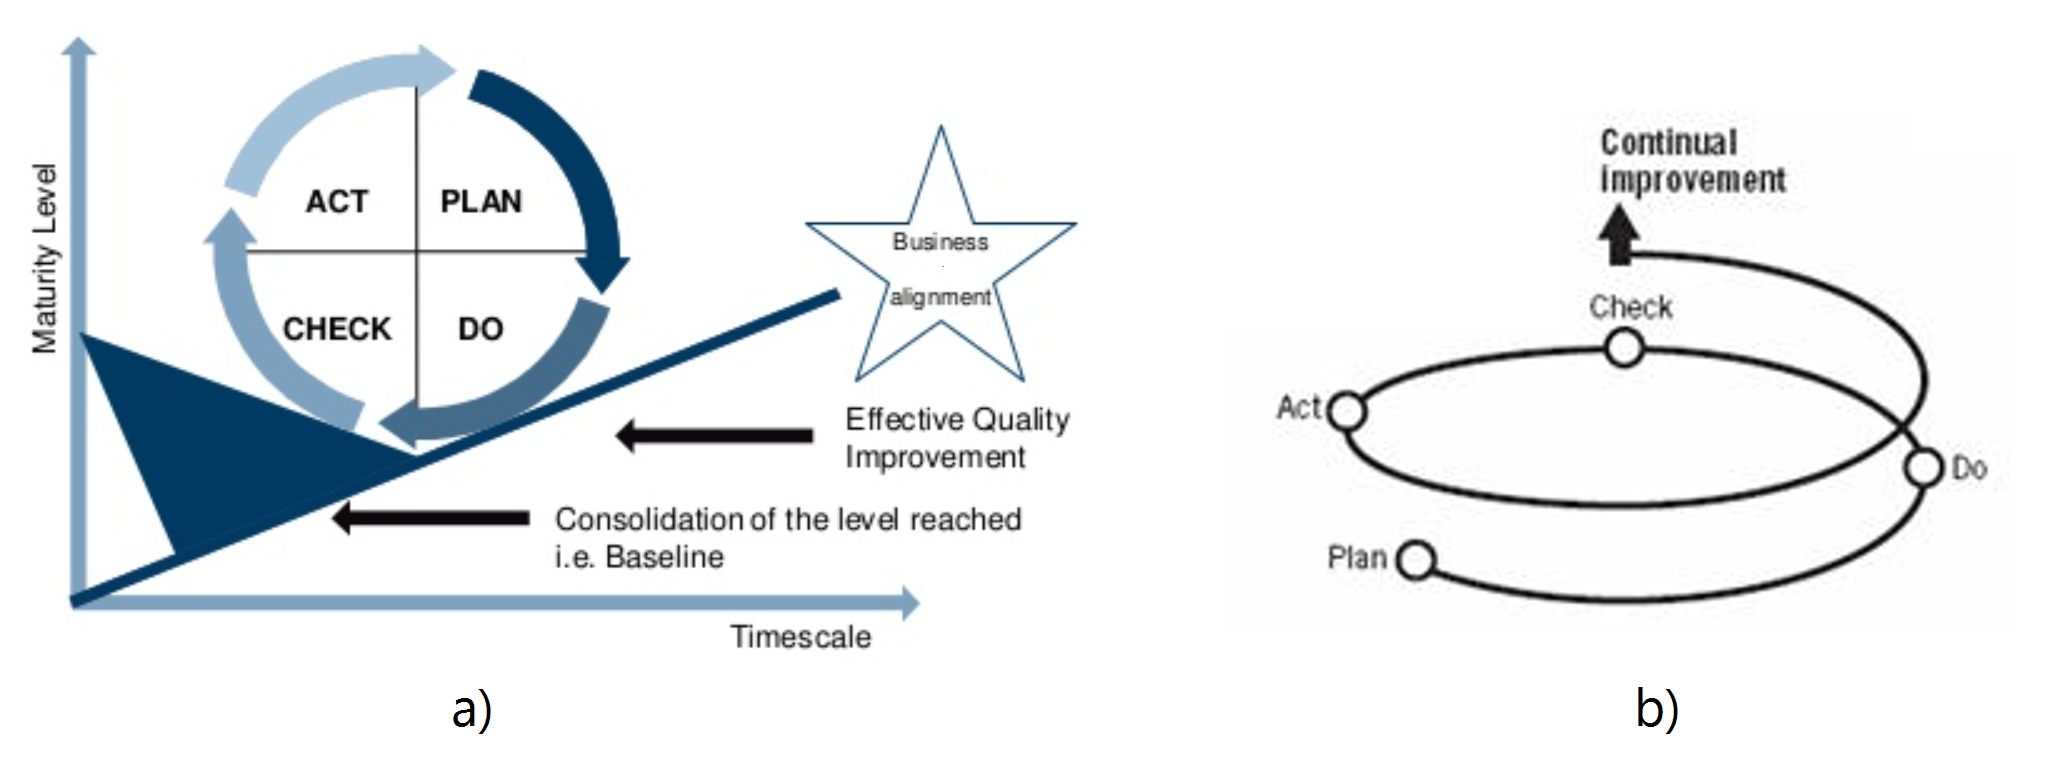 Maturity Level
ACT
PLAN
CHECK
DO
Business
alignment
Effective Quality
Improvement
Consolidation of the level reached
i.e. Baseline
Timescale
a)
Continual
improvement
Check
Act
Do
Plan
b)